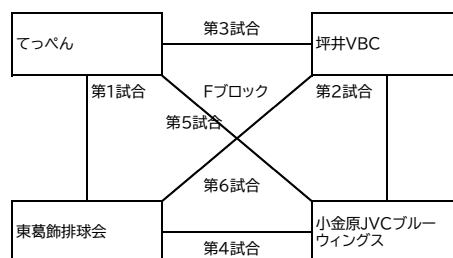 第3試合
てっぺん
坪井VBC
第1試合
Fブロック
第2試合
第5試合
第6試合
東葛飾排球会
小金原JVCブルー
ウィングス
第4試合